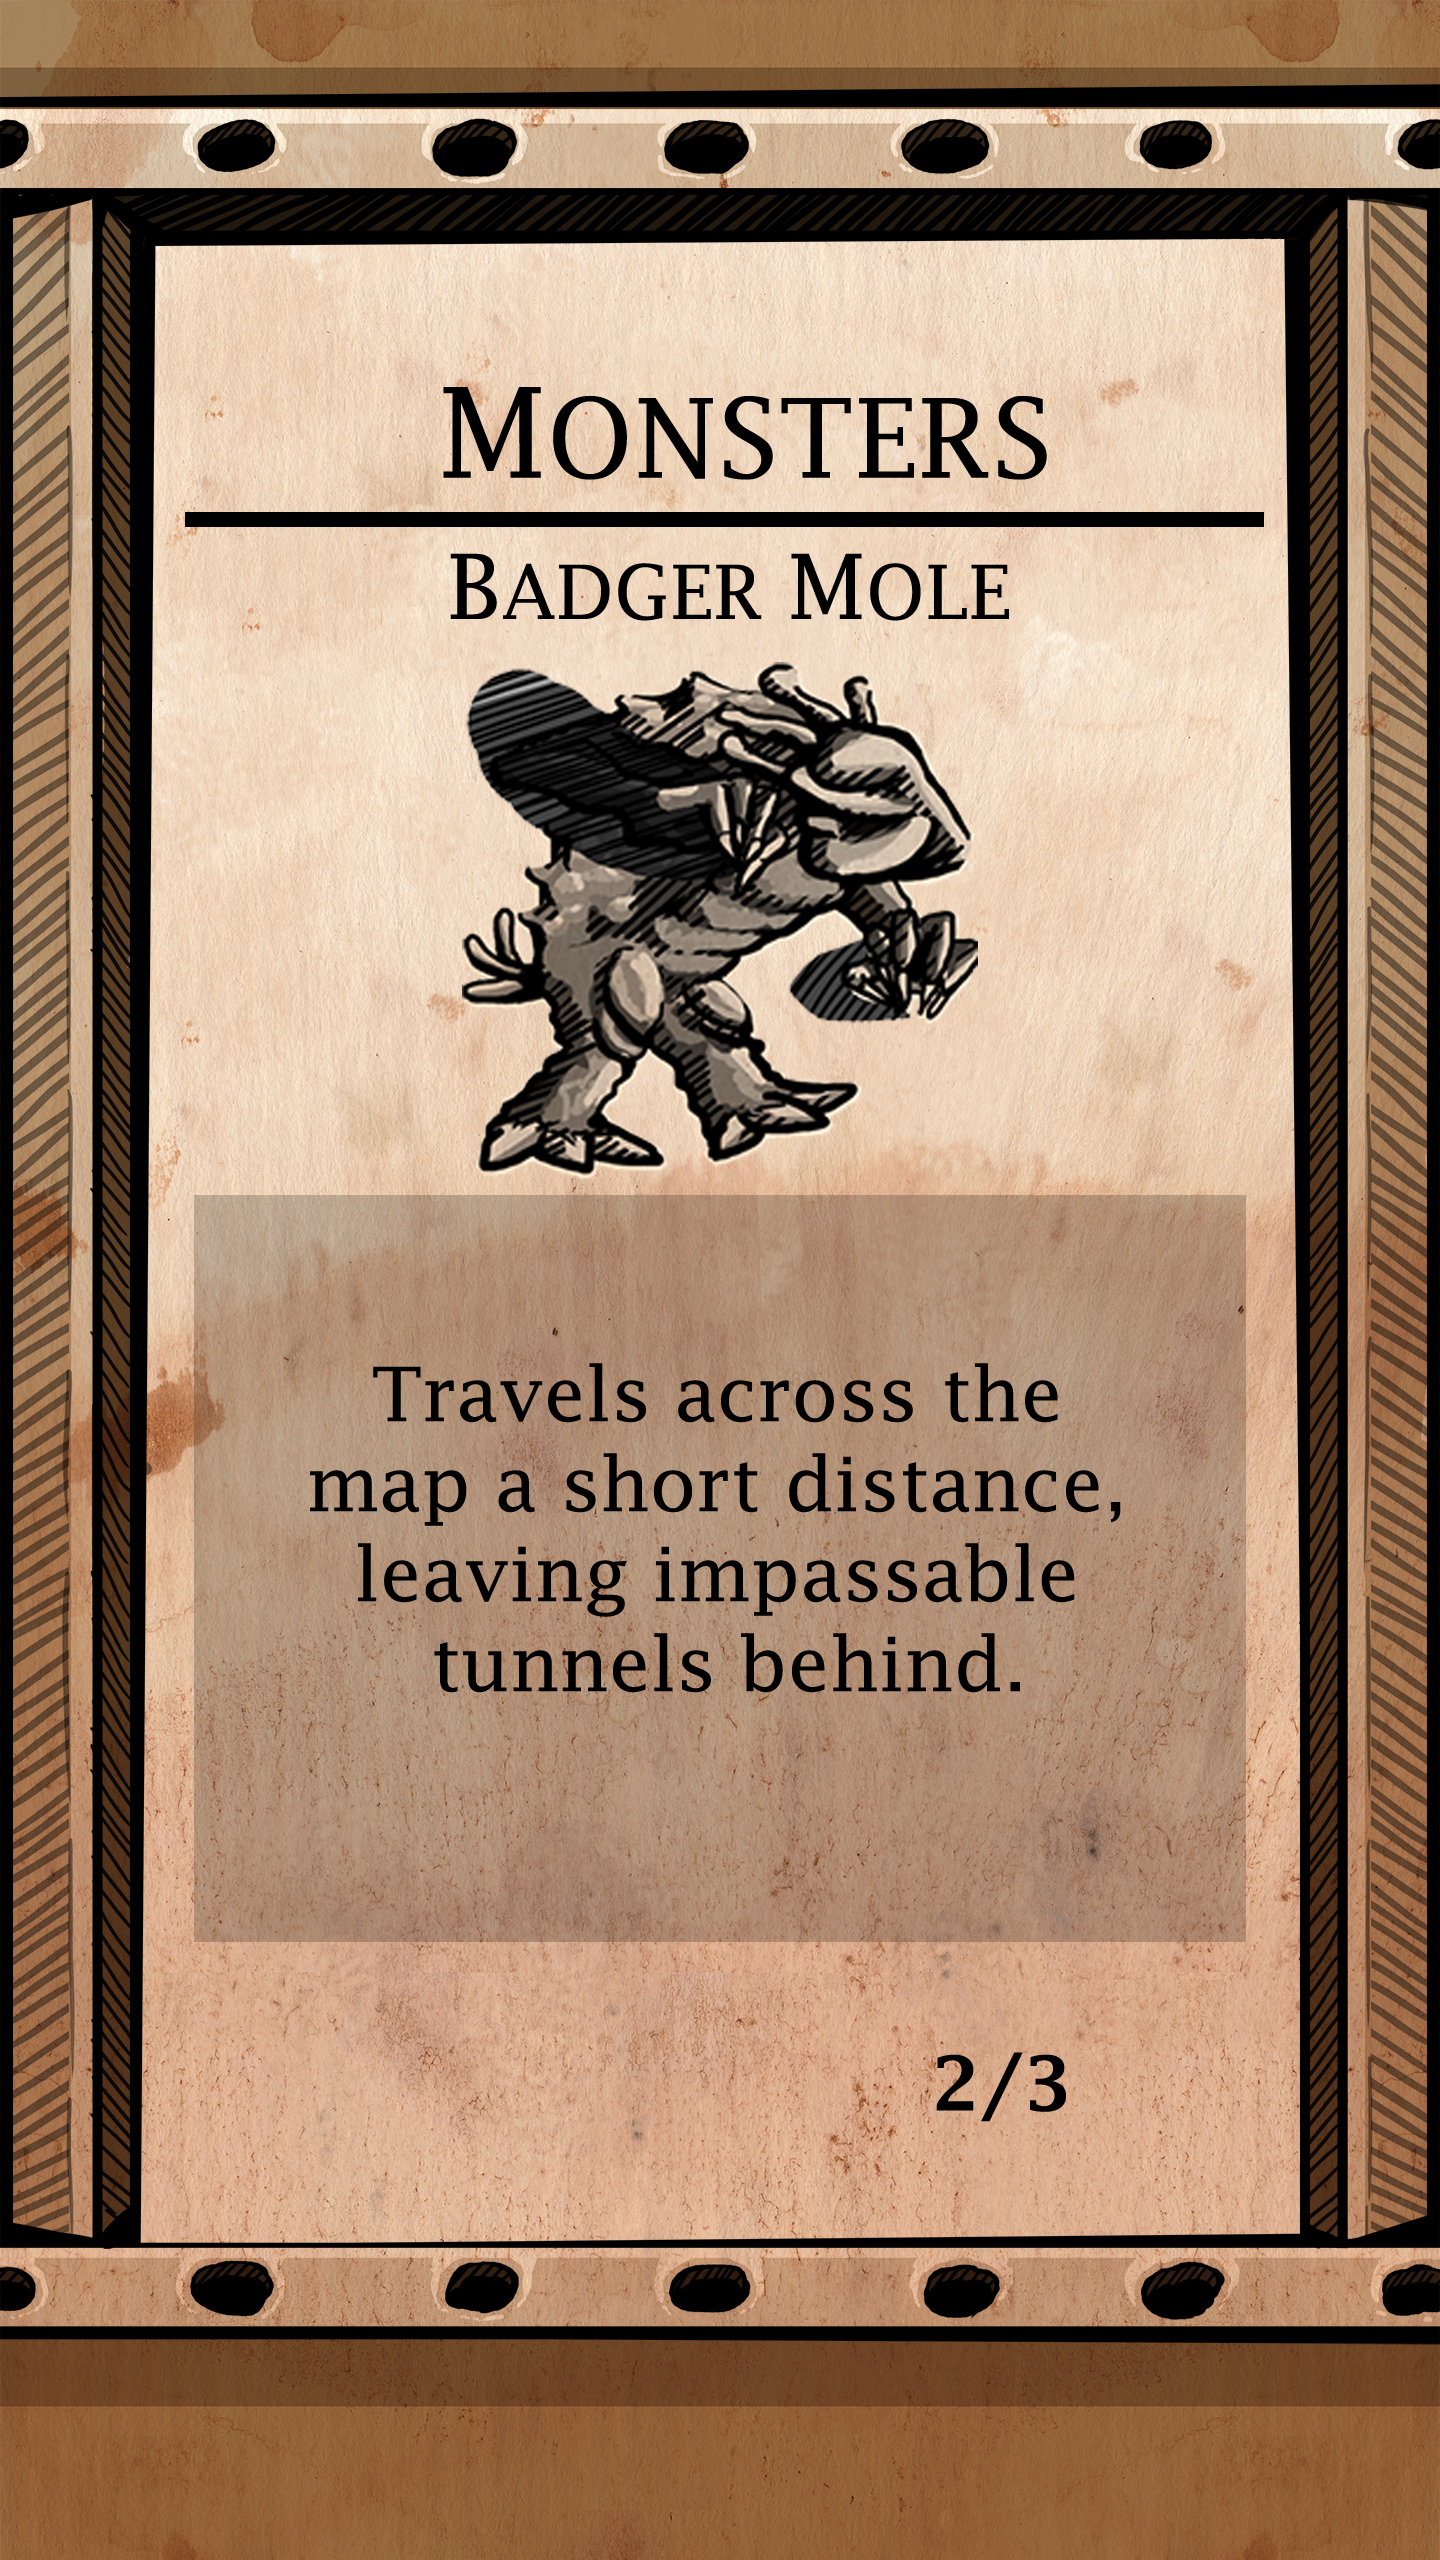 Monsters
Badger Mole
Travels across the
map a short distance,
leaving impassable
tunnels behind.
2/3